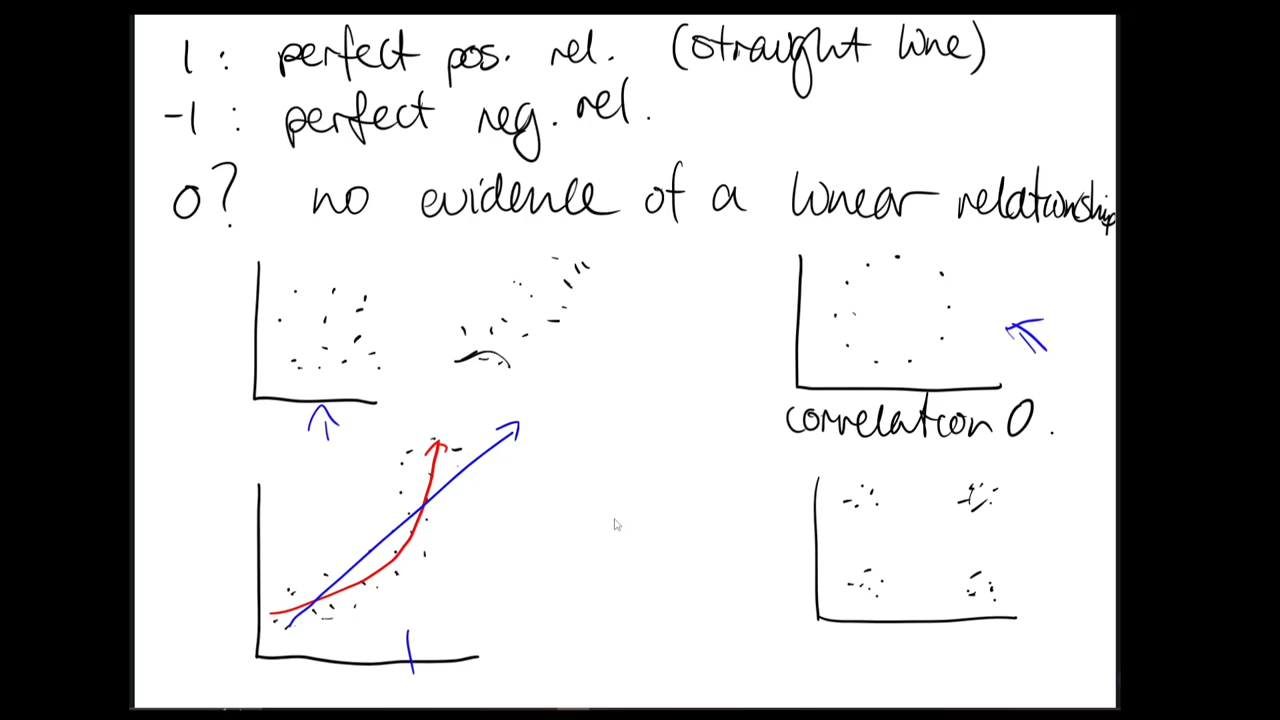 1 : perfect pos. rel. (straight line)
-1 : perfect neg. rel.
0? no evidence of a linear relationship
correlation 0.